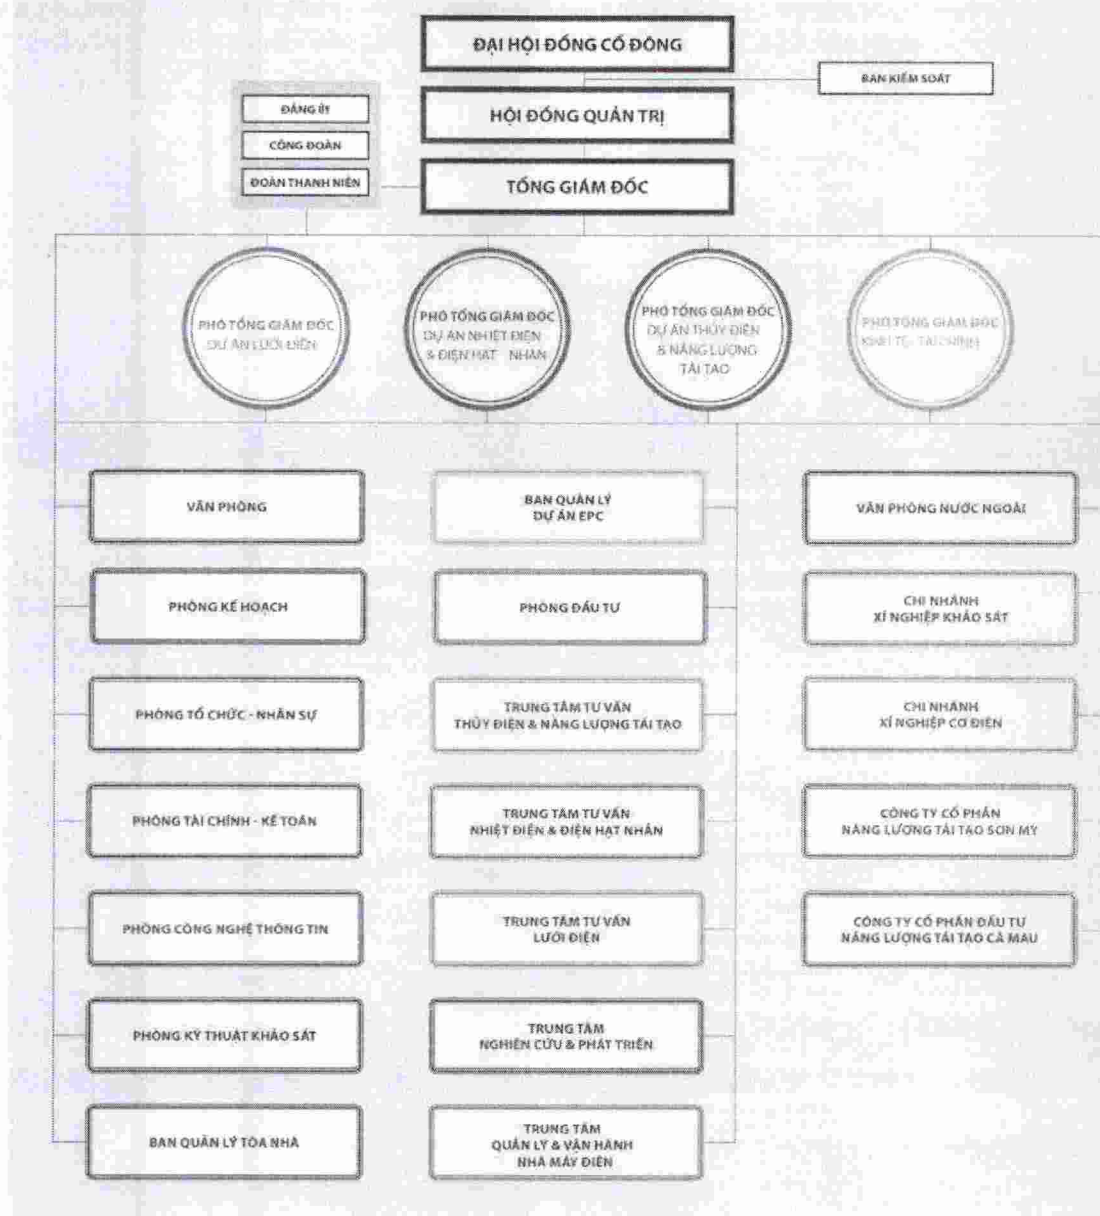 ĐẠI HỘI ĐỒNG CỔ ĐÔNG
BAN KIỂM SOÁT
HỘI ĐỒNG QUẢN TRỊ
ĐẢNG ỦY
CÔNG ĐOÀN
ĐOÀN THANH NIÊN
TỔNG GIÁM ĐỐC
PHÓ TỔNG GIÁM ĐỐC
DỰ ÁN LƯỚI ĐIỆN
PHÓ TỔNG GIÁM ĐỐC
DỰ ÁN NHIỆT ĐIỆN
& ĐIỆN HẠT NHÂN
PHÓ TỔNG GIÁM ĐỐC
DỰ ÁN THỦY ĐIỆN
& NĂNG LƯỢNG
TÁI TẠO
PHÓ TỔNG GIÁM ĐỐC
KINH TẾ - TÀI CHÍNH
VĂN PHÒNG
BAN QUẢN LÝ
DỰ ÁN EPC
VĂN PHÒNG NƯỚC NGOÀI
PHÒNG KẾ HOẠCH
PHÒNG ĐẦU TƯ
CHI NHÁNH
XÍ NGHIỆP KHẢO SÁT
PHÒNG TỔ CHỨC - NHÂN SỰ
TRUNG TÂM TƯ VẤN
THỦY ĐIỆN & NĂNG LƯỢNG TÁI TẠO
CHI NHÁNH
XÍ NGHIỆP CƠ ĐIỆN
PHÒNG TÀI CHÍNH - KẾ TOÁN
TRUNG TÂM TƯ VẤN
NHIỆT ĐIỆN & ĐIỆN HẠT NHÂN
CÔNG TY CỔ PHẦN
NĂNG LƯỢNG TÁI TẠO SƠN MỸ
PHÒNG CÔNG NGHỆ THÔNG TIN
TRUNG TÂM TƯ VẤN
LƯỚI ĐIỆN
CÔNG TY CỔ PHẦN ĐẦU TƯ
NĂNG LƯỢNG TÁI TẠO CÀ MAU
PHÒNG KỸ THUẬT KHẢO SÁT
TRUNG TÂM
NGHIÊN CỨU & PHÁT TRIỂN
BAN QUẢN LÝ TÒA NHÀ
TRUNG TÂM
QUẢN LÝ & VẬN HÀNH
NHÀ MÁY ĐIỆN